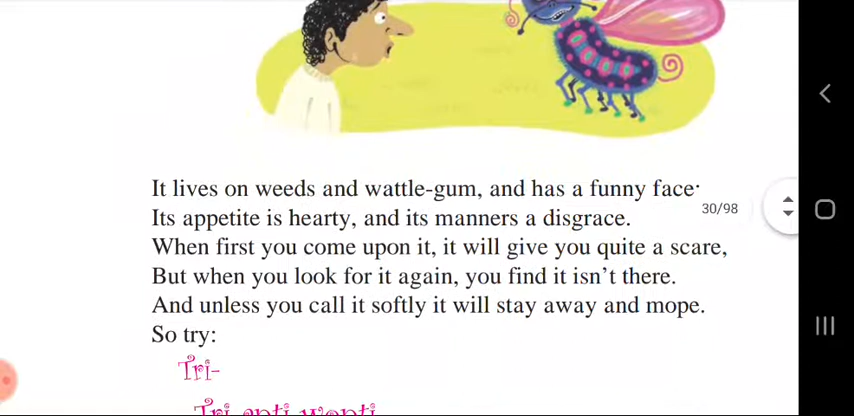 It lives on weeds and wattle-gum, and has a funny face·
Its appetite is hearty, and its manners a disgrace.
30/98
When first you come upon it, it will give you quite a scare,
But when you look for it again, you find it isn't there.
And unless you call it softly it will stay away and mope.
So try:
Tri-
Tri-anti-wonti